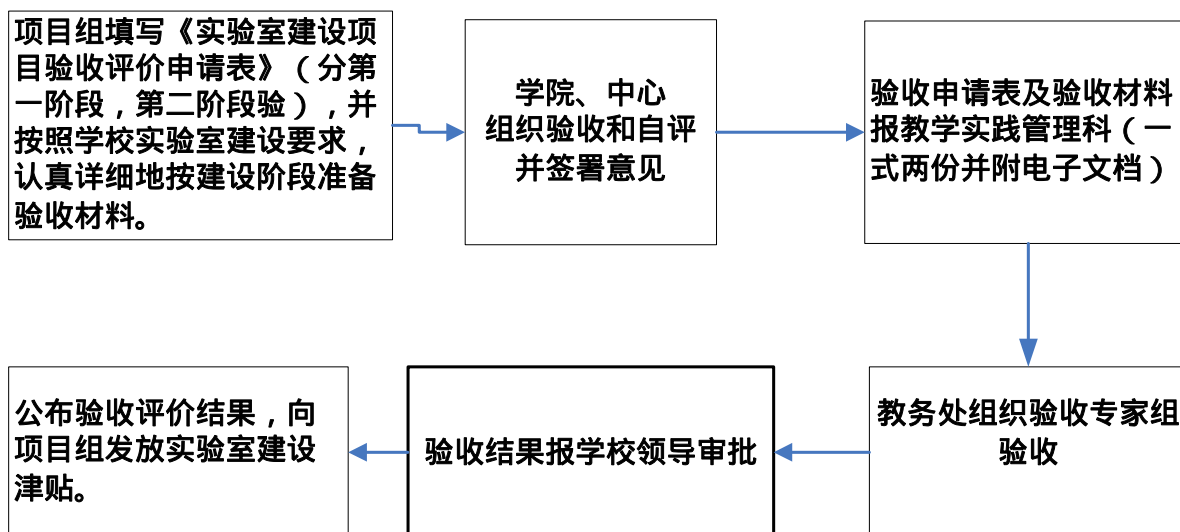 项目组填写《实验室建设项
目验收评价申请表》（分第
一阶段，第二阶段验），并
按照学校实验室建设要求，
认真详细地按建设阶段准备
验收材料。
学院、中心
组织验收和自评
并签署意见
验收申请表及验收材料
报教学实践管理科（一
式两份并附电子文档）
教务处组织验收专家组
验收
验收结果报学校领导审批
公布验收评价结果，向
项目组发放实验室建设
津贴。